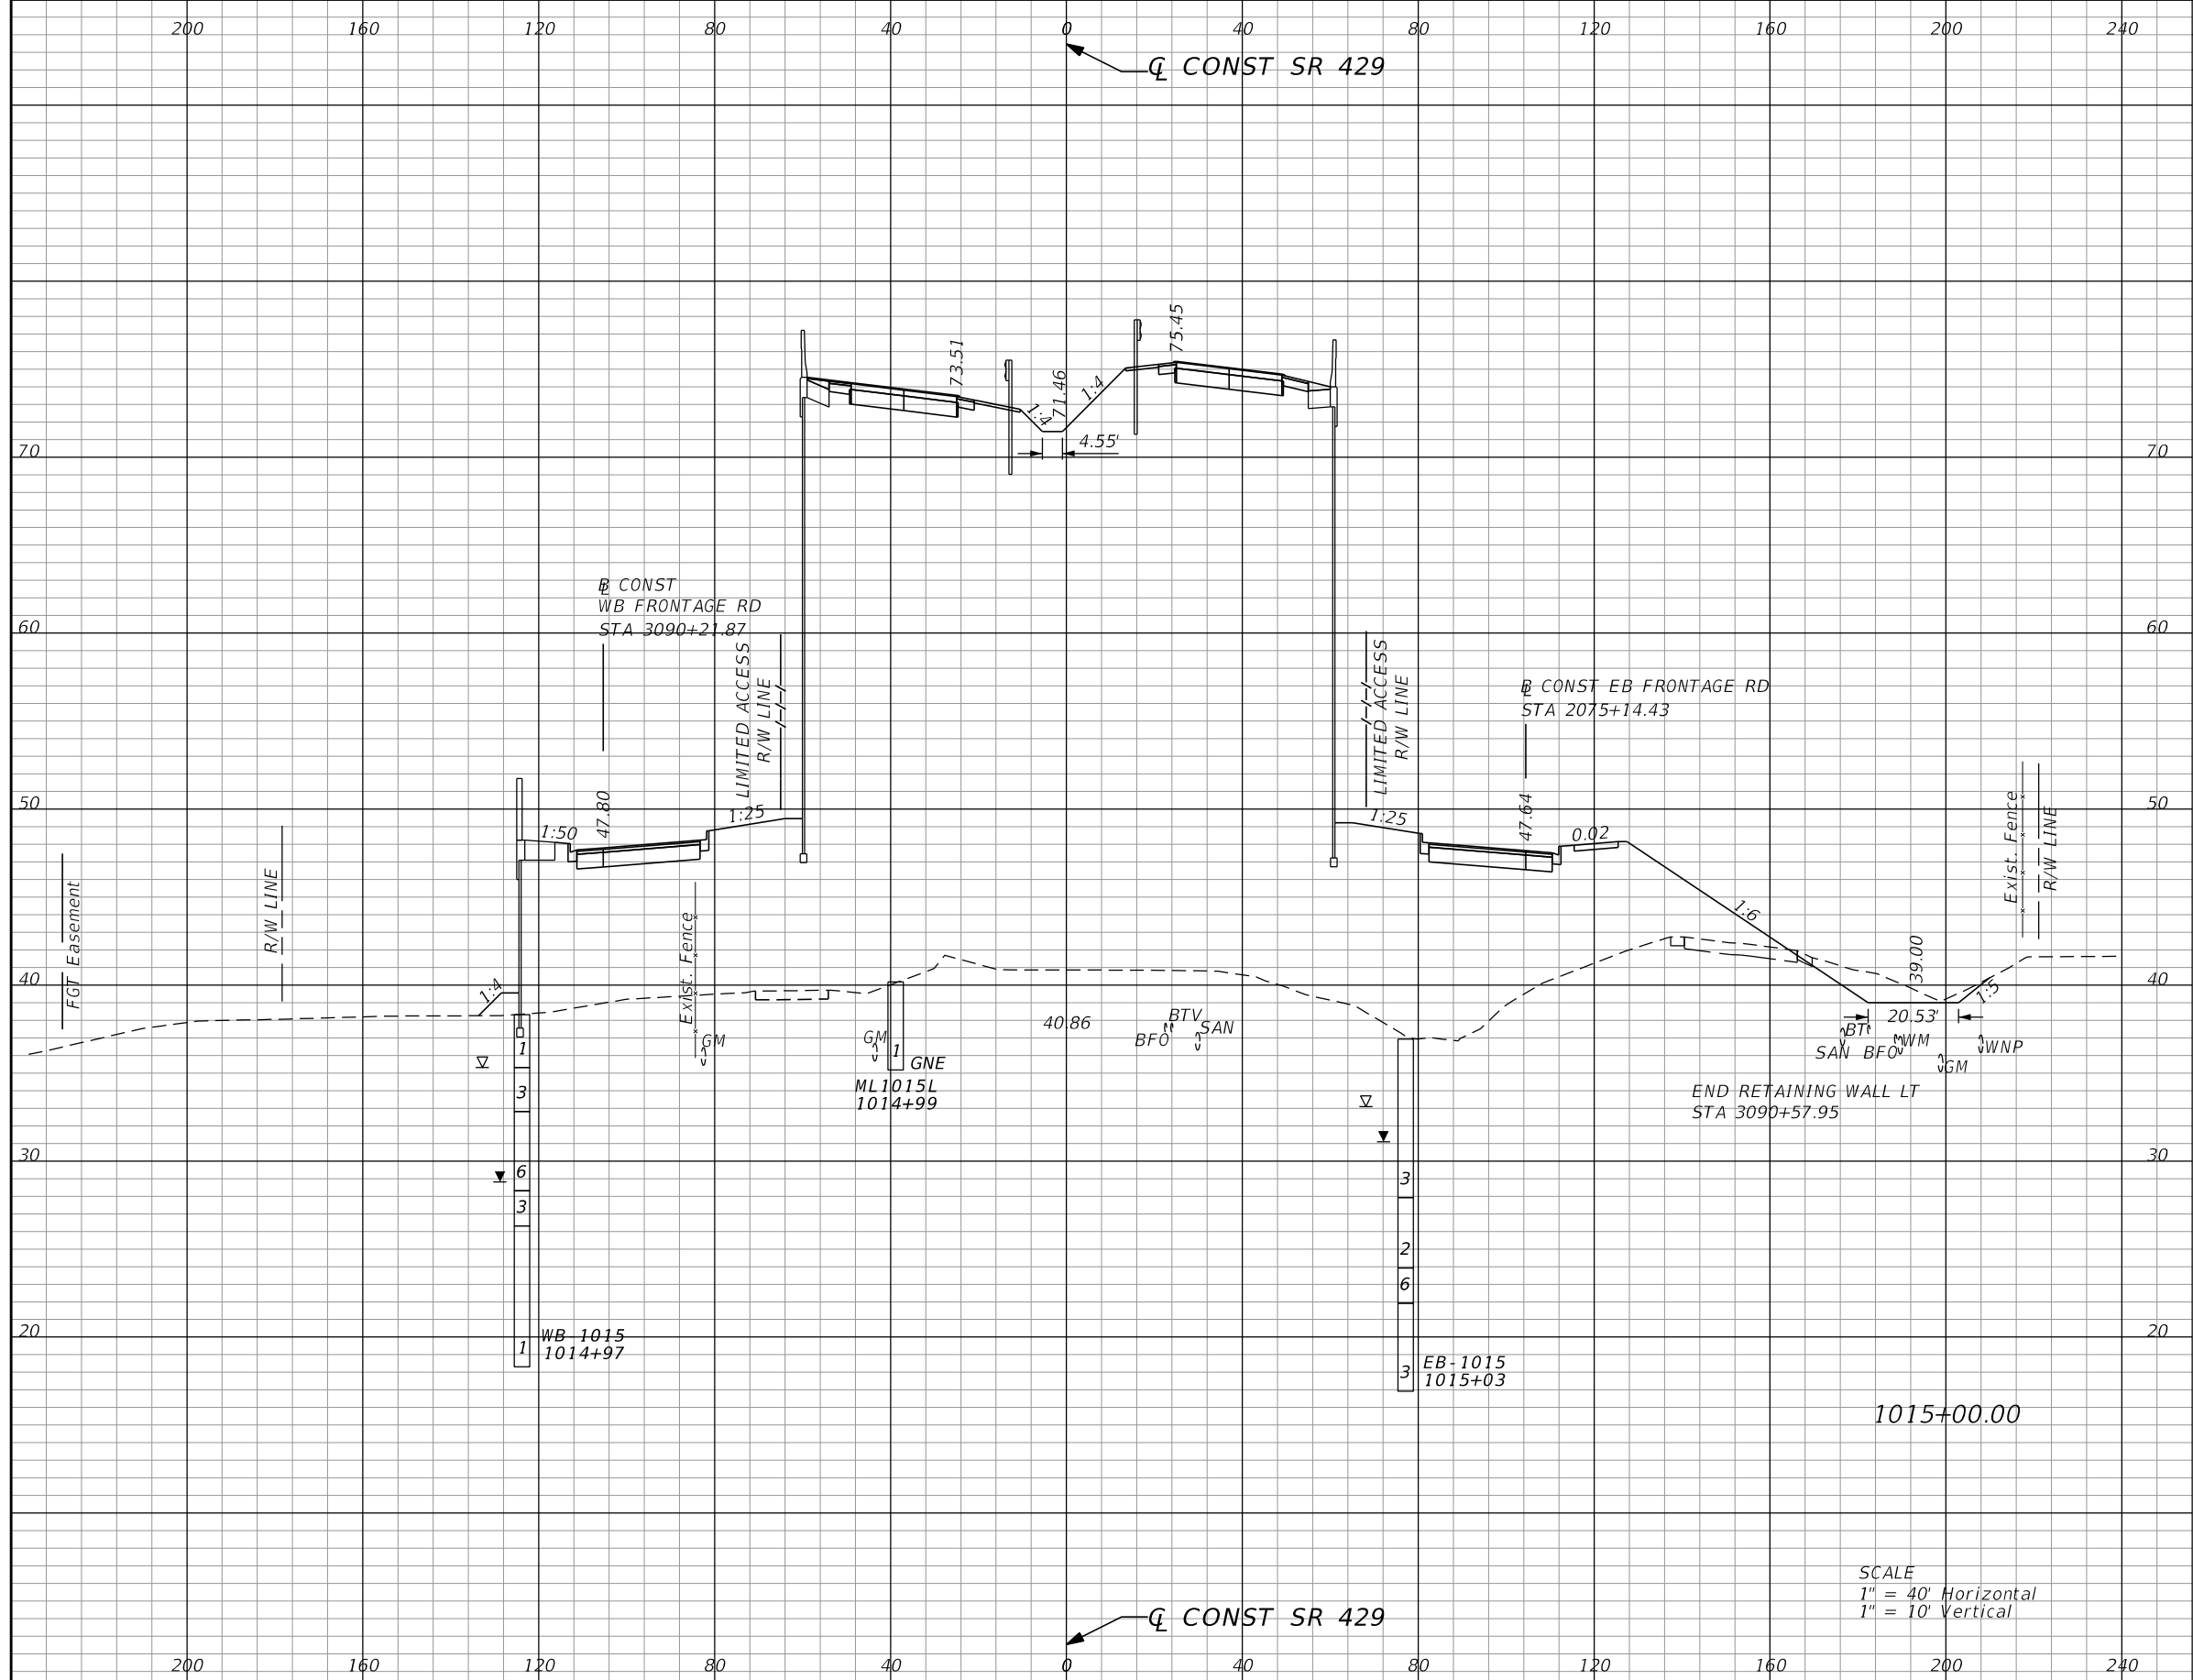 200 160 120 80 40 0 40 80 120 160 200 240
℄ CONST SR 429
75.45
73.51
71.46
1:4
1:4
4.55'
70 70
℄ CONST
WB FRONTAGE RD
STA 3090+21.87
60 60
LIMITED ACCESS
R/W LINE
LIMITED ACCESS
R/W LINE
B CONST EB FRONTAGE RD
STA 2075+14.43
50 50
1:50
47.80
1:25
1:25
47.64
0.02
Exist. Fence
R/W LINE
FGT Easement
R/W LINE
Exist. Fence
1:6
39.00
40 40
1:4
1:5
20.53'
40.86
BTV
SAN
BFO
GM
GM
1
GNE
ML1015L
1014+99
SAN
BFO
WM
GM
WNP
END RETAINING WALL LT
STA 3090+57.95
1
3
30 30
6
3
3
2
6
20 20
1
WB 1015
1014+97
3
EB-1015
1015+03
1015+00.00
SCALE
1" = 40' Horizontal
1" = 10' Vertical
℄ CONST SR 429
200 160 120 80 40 0 40 80 120 160 200 240